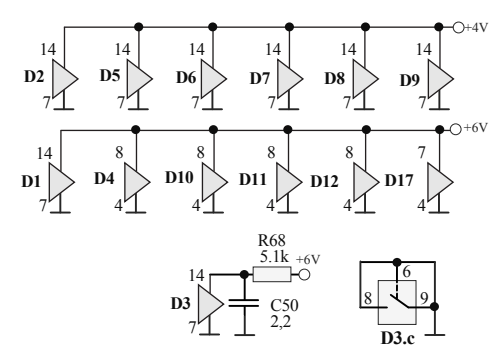 +4V
14 14 14 14 14 14
D2 D5 D6 D7 D8 D9
7 7 7 7 7 7
+6V
14 8 8 8 8 7
D1 D4 D10 D11 D12 D17
7 4 4 4 4 4
R68
5.1k +6V
14
D3 C50
7 2,2
6
8 9
D3.c